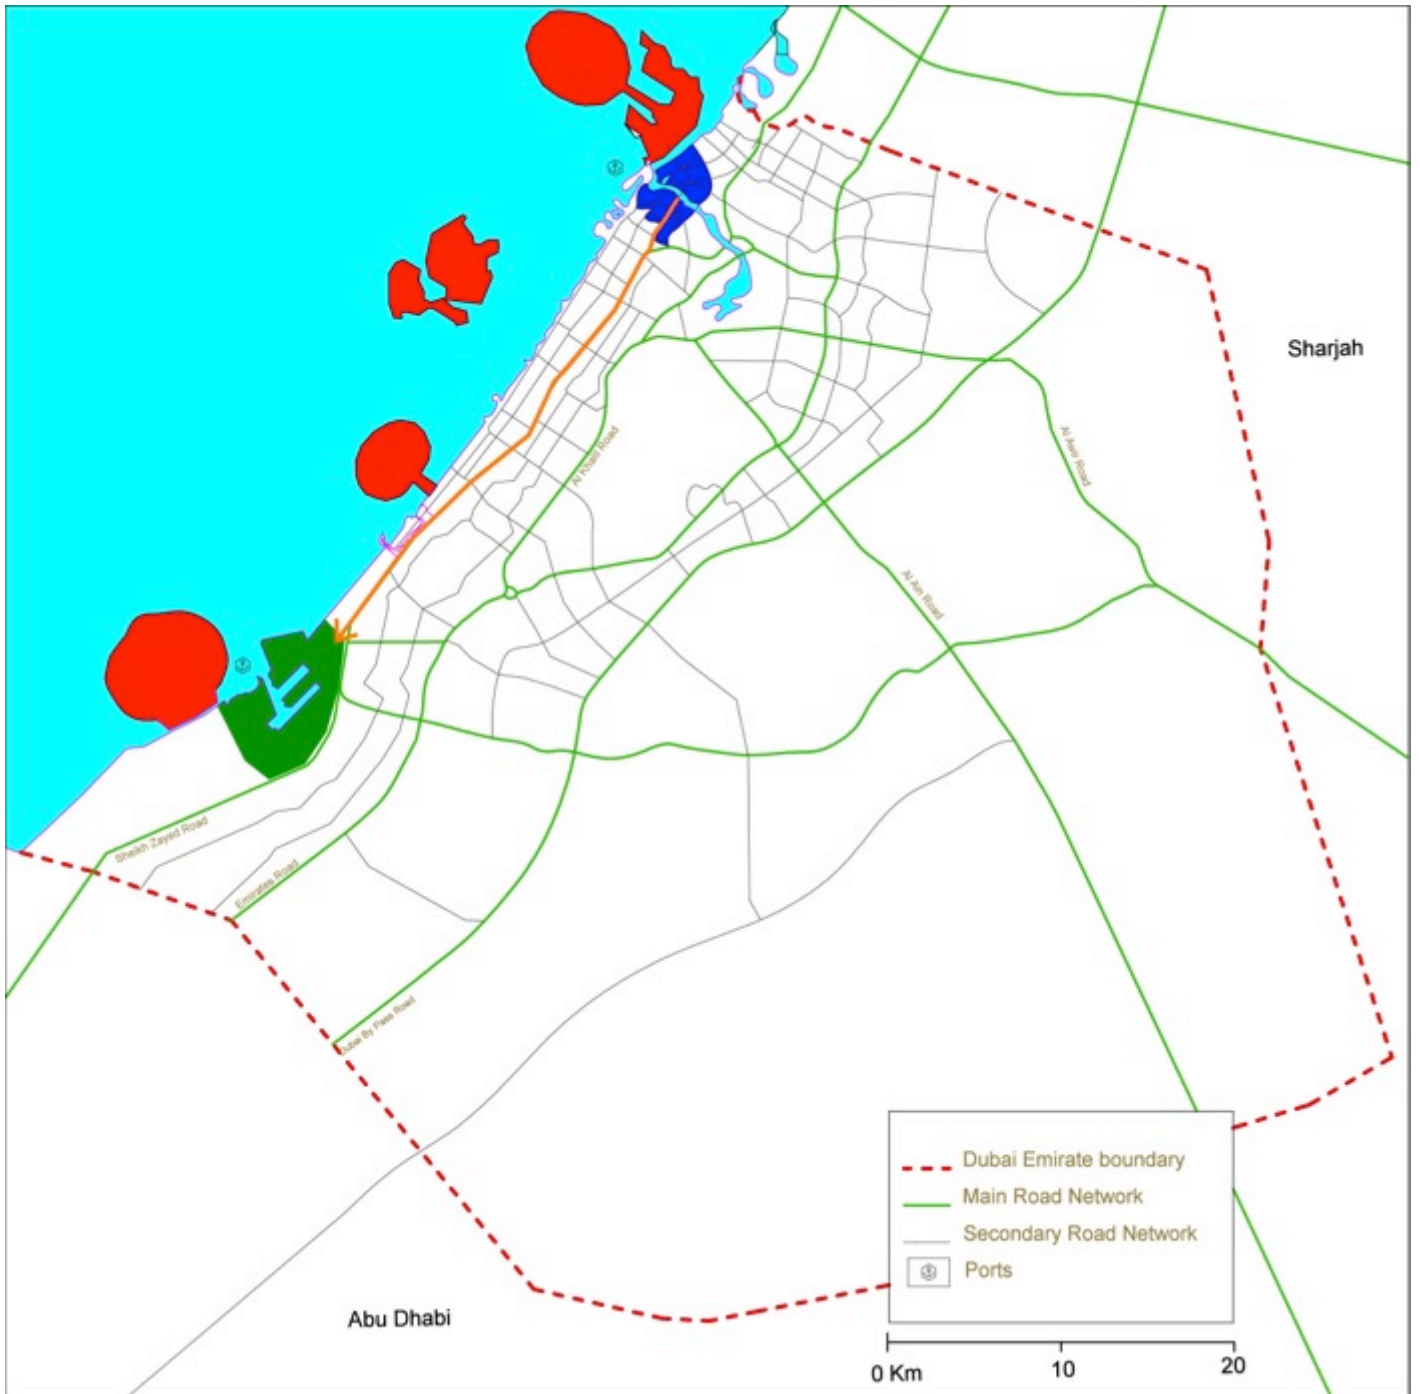 Sharjah
Al Khail Road
Al Awir Road
Al Ain Road
Sheikh Zayed Road
Emirates Road
Dubai By Pass Road
Dubai Emirate boundary
Main Road Network
Secondary Road Network
Ports
Abu Dhabi
0 Km
10
20